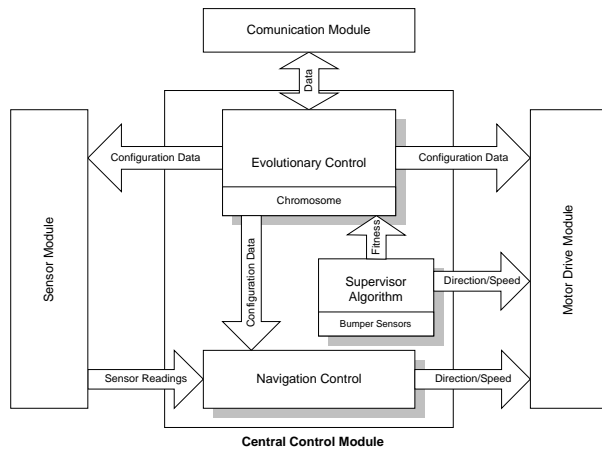 Comunication Module
Data
Evolutionary Control
Chromosome
Configuration Data
Configuration Data
Configuration Data
Fitness
Sensor Module
Motor Drive Module
Supervisor
Algorithm
Bumper Sensors
Direction/Speed
Sensor Readings
Navigation Control
Direction/Speed
Central Control Module